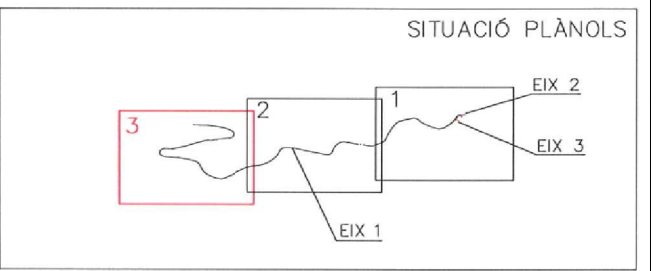 SITUACIÓ PLÀNOLS
1
EIX 2
2
3
EIX 3
EIX 1